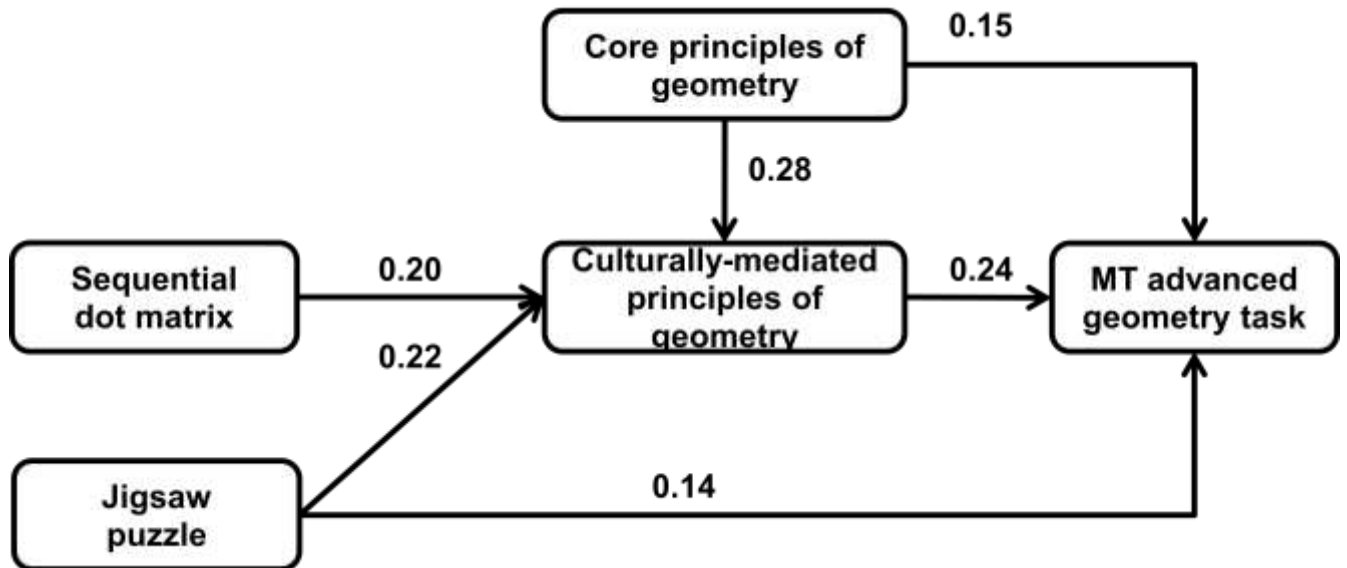 Core principles of
geometry
0.15
0.28
Sequential
dot matrix
0.20
Culturally-mediated
principles of
geometry
0.24
MT advanced
geometry task
0.22
Jigsaw
puzzle
0.14